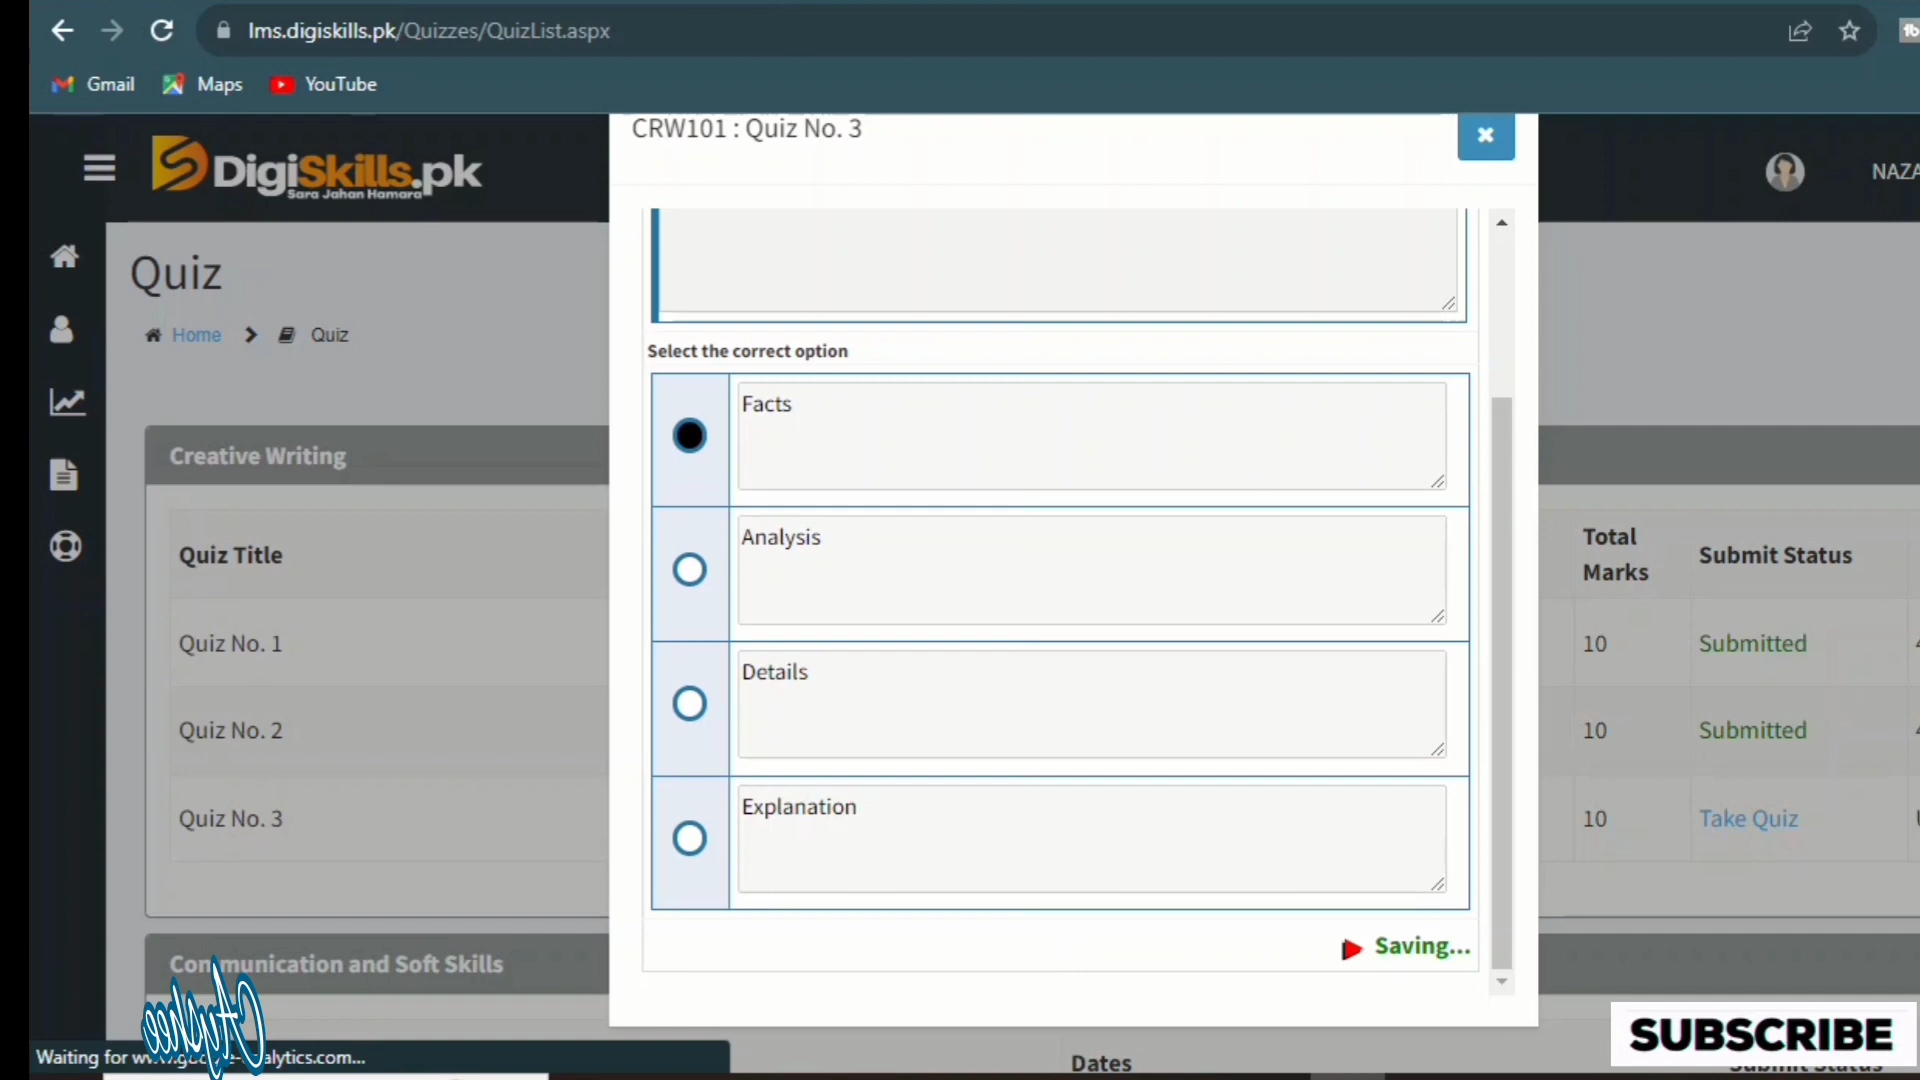 lms.digiskills.pk/Quizzes/QuizList.aspx
Gmail
Maps
YouTube
CRW101 : Quiz No. 3
DigiSkills.pk
Sara Jahan Hamara
Quiz
Home
Quiz
Select the correct option
Facts
Analysis
Details
Explanation
Saving...
Creative Writing
Quiz Title
Total
Marks
Submit Status
Quiz No. 1
10
Submitted
Quiz No. 2
10
Submitted
Quiz No. 3
10
Take Quiz
Communication and Soft Skills
Waiting for
Dates
Submit Status
SUBSCRIBE